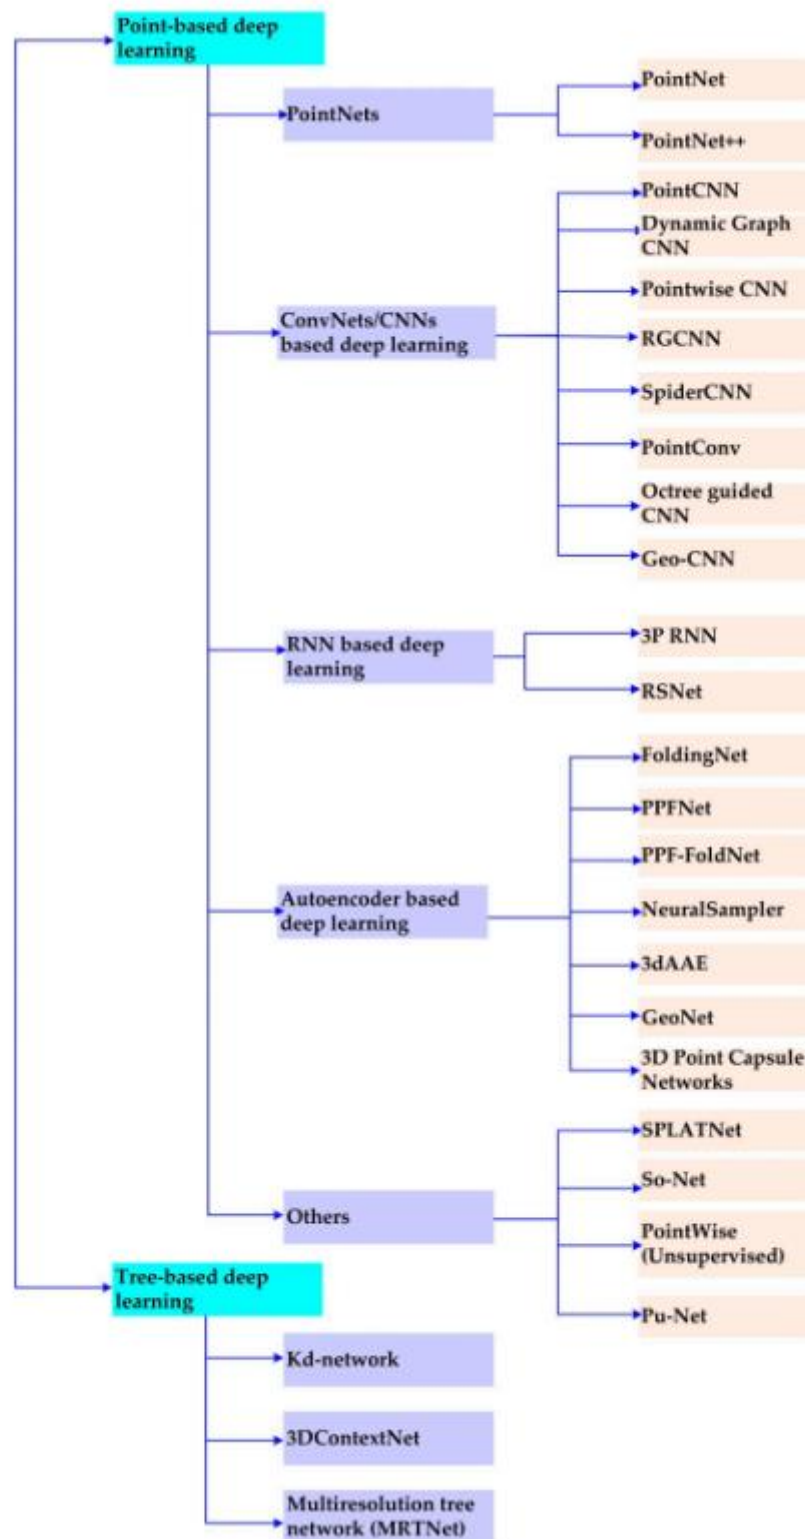 Point-based deep
learning
PointNets
PointNet
PointNet++
ConvNets/CNNs
based deep learning
PointCNN
Dynamic Graph
CNN
Pointwise CNN
RGCNN
SpiderCNN
PointConv
Octree guided
CNN
Geo-CNN
RNN based deep
learning
3P RNN
RSNet
Autoencoder based
deep learning
FoldingNet
PPFNet
PPF-FoldNet
NeuralSampler
3dAAE
GeoNet
3D Point Capsule
Networks
Others
SPLATNet
So-Net
PointWise
(Unsupervised)
Pu-Net
Tree-based deep
learning
Kd-network
3DContextNet
Multiresolution tree
network (MRTNet)